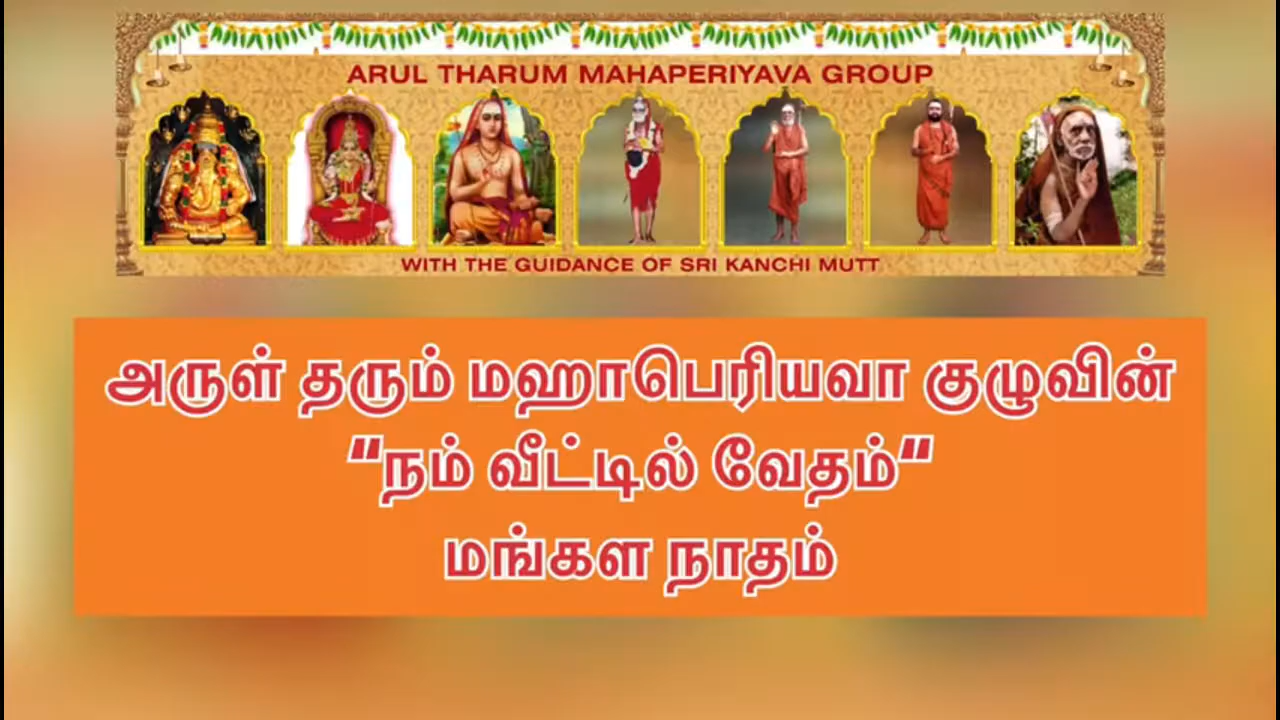 ARUL THARUM MAHAPERIYAVA GROUP
WITH THE GUIDANCE OF SRI KANCHI MUTT
அருள் தரும் மஹாபெரியவா குழுவின்
“நம் வீட்டில் வேதம்“
மங்கள நாதம்